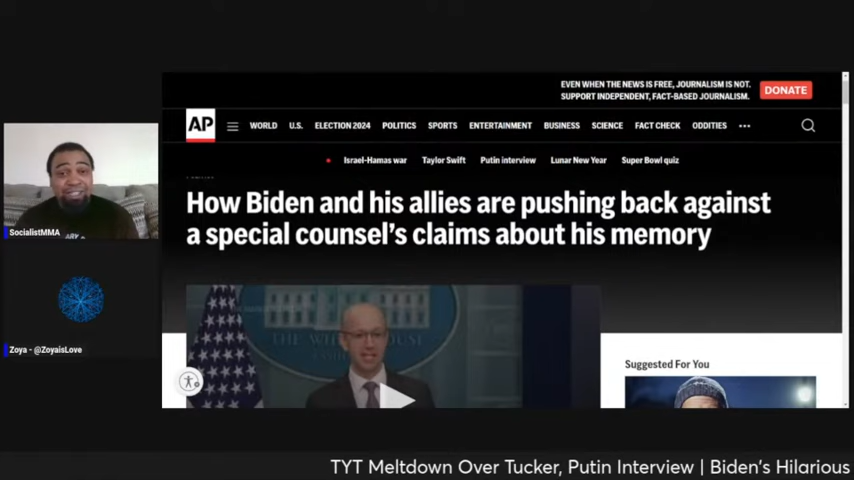 EVEN WHEN THE NEWS IS FREE, JOURNALISM IS NOT.
SUPPORT INDEPENDENT, FACT-BASED JOURNALISM.
DONATE
AP
WORLD U.S. ELECTION 2024 POLITICS SPORTS ENTERTAINMENT BUSINESS SCIENCE FACT CHECK ODDITIES
Israel-Hamas war Taylor Swift Putin interview Lunar New Year Super Bowl quiz
How Biden and his allies are pushing back against
a special counsel's claims about his memory
SocialistMMA
THE WHITE HOUSE
Zoya - @ZoyaisLove
Suggested For You
TYT Meltdown Over Tucker, Putin Interview | Biden's Hilarious